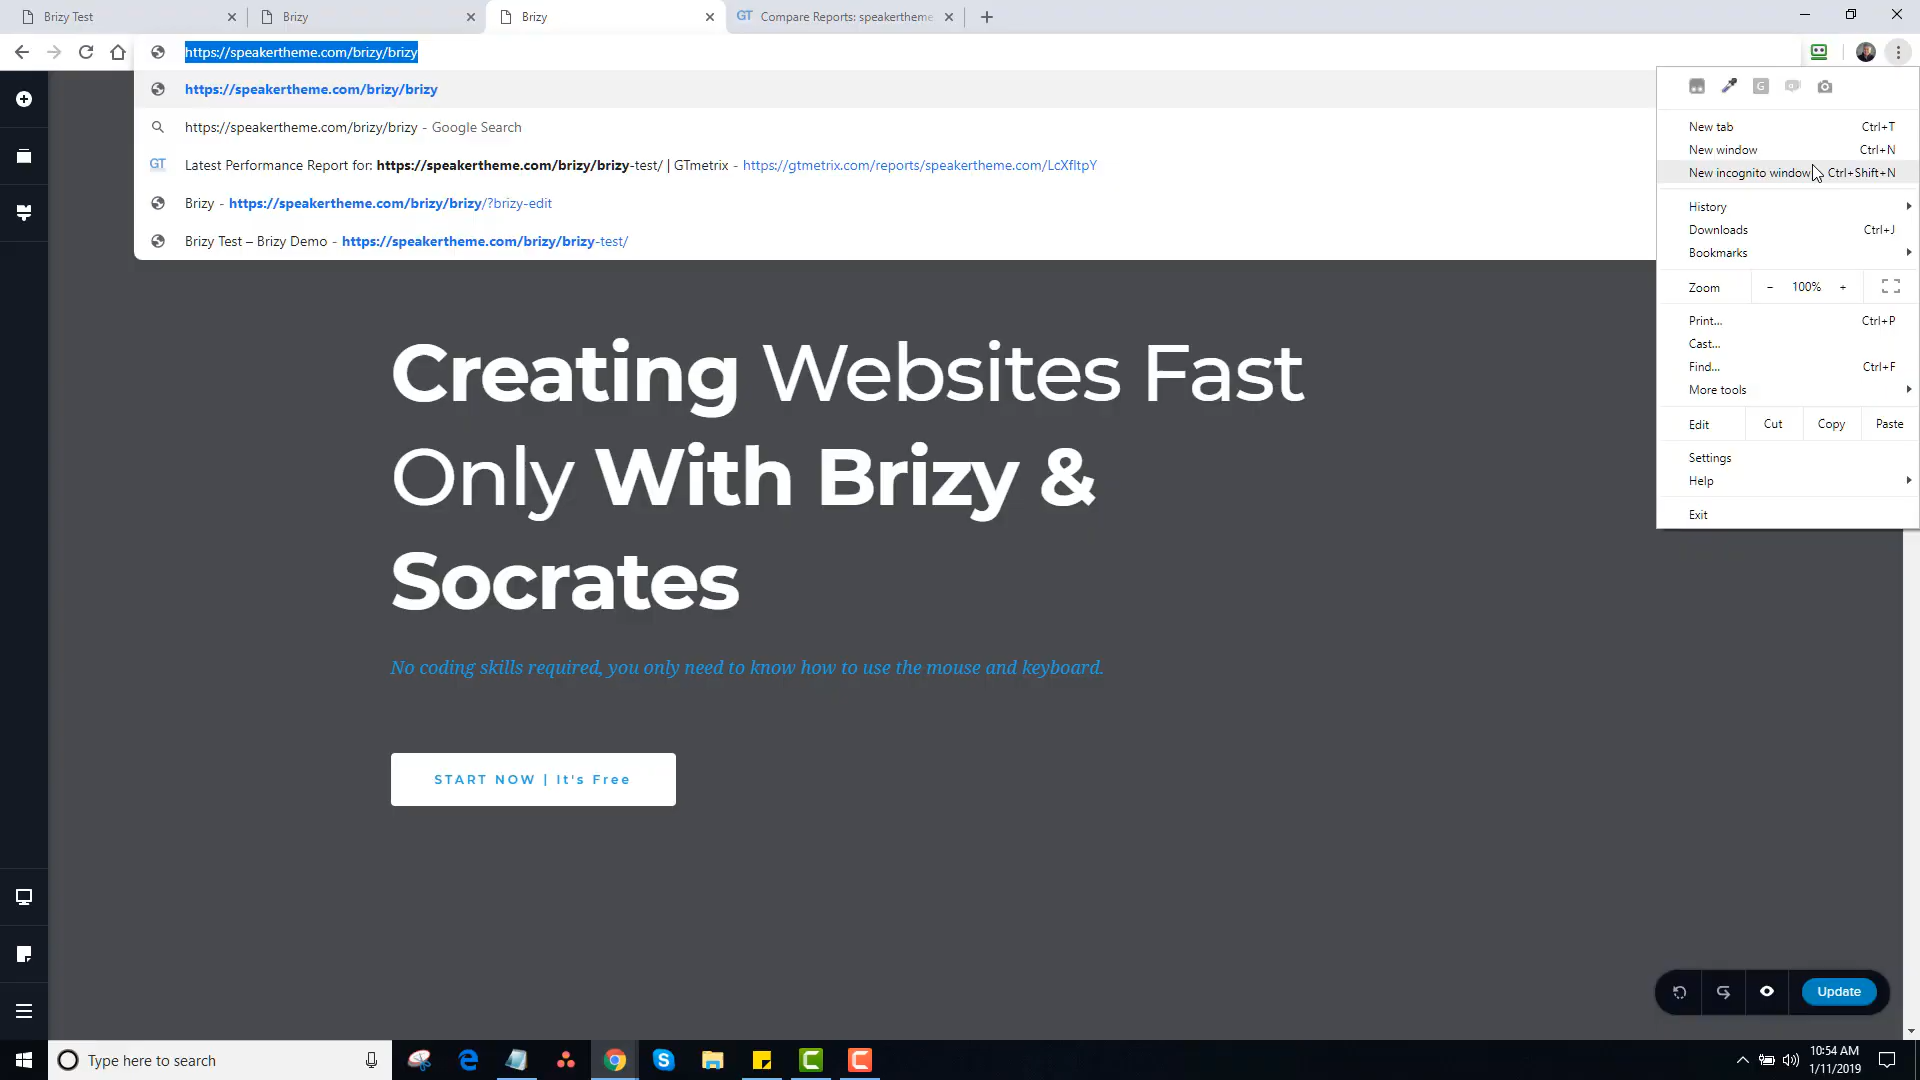 Brizy Test
Brizy
Brizy
GT Compare Reports: speakertheme
https://speakertheme.com/brizy/brizy
https://speakertheme.com/brizy/brizy
https://speakertheme.com/brizy/brizy - Google Search
GT Latest Performance Report for: https://speakertheme.com/brizy/brizy-test/ | GTmetrix - https://gtmetrix.com/reports/speakertheme.com/LcXfItpY
Brizy - https://speakertheme.com/brizy/brizy/?brizy-edit
Brizy Test – Brizy Demo - https://speakertheme.com/brizy/brizy-test/
G
New tab Ctrl+T
New window Ctrl+N
New incognito window Ctrl+Shift+N
History
Downloads Ctrl+J
Bookmarks
Zoom - 100% +
Print... Ctrl+P
Cast...
Find... Ctrl+F
More tools
Edit Cut Copy Paste
Settings
Help
Exit
Creating Websites Fast
Only With Brizy &
Socrates
No coding skills required, you only need to know how to use the mouse and keyboard.
START NOW | It's Free
Update
Type here to search
10:54 AM
1/11/2019